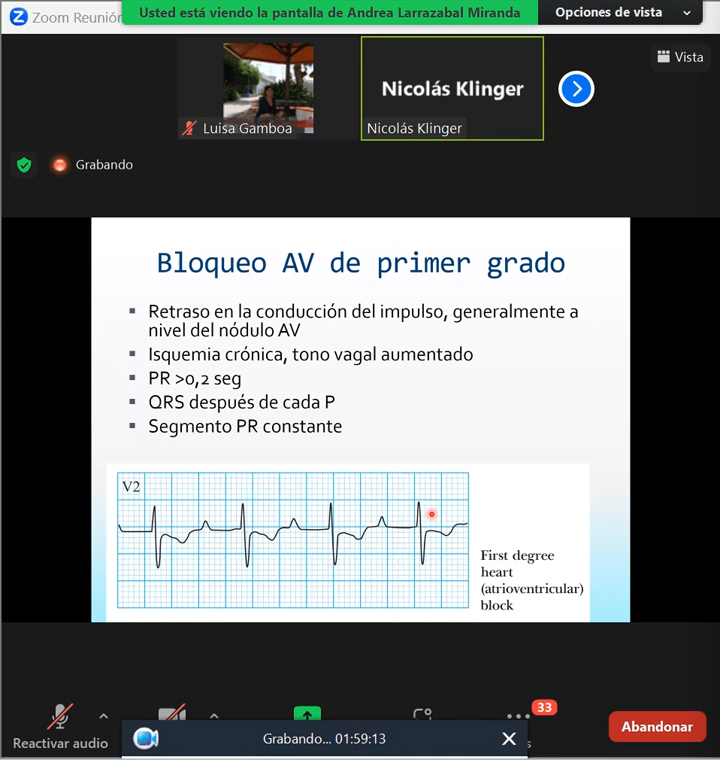 Zoom Reunión
Usted está viendo la pantalla de Andrea Larrazabal Miranda
Opciones de vista
Vista
Nicolás Klinger
Luisa Gamboa
Nicolás Klinger
Grabando
Bloqueo AV de primer grado
▪ Retraso en la conducción del impulso, generalmente a
nivel del nódulo AV
▪ Isquemia crónica, tono vagal aumentado
▪ PR >0,2 seg
▪ QRS después de cada P
▪ Segmento PR constante
V2
First degree
heart
(atrioventricular)
block
33
Reactivar audio
Abandonar
Grabando... 01:59:13